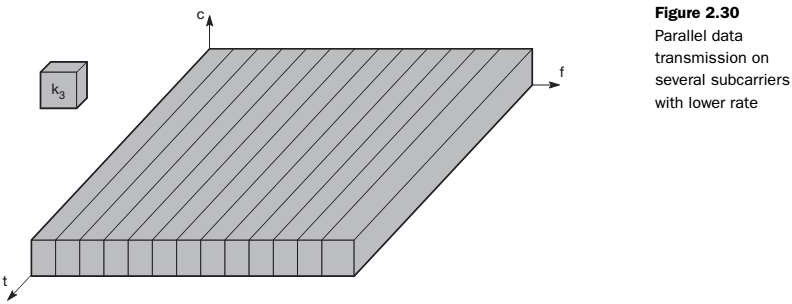 c
Figure 2.30
Parallel data
transmission on
several subcarriers
with lower rate
f
k3
t